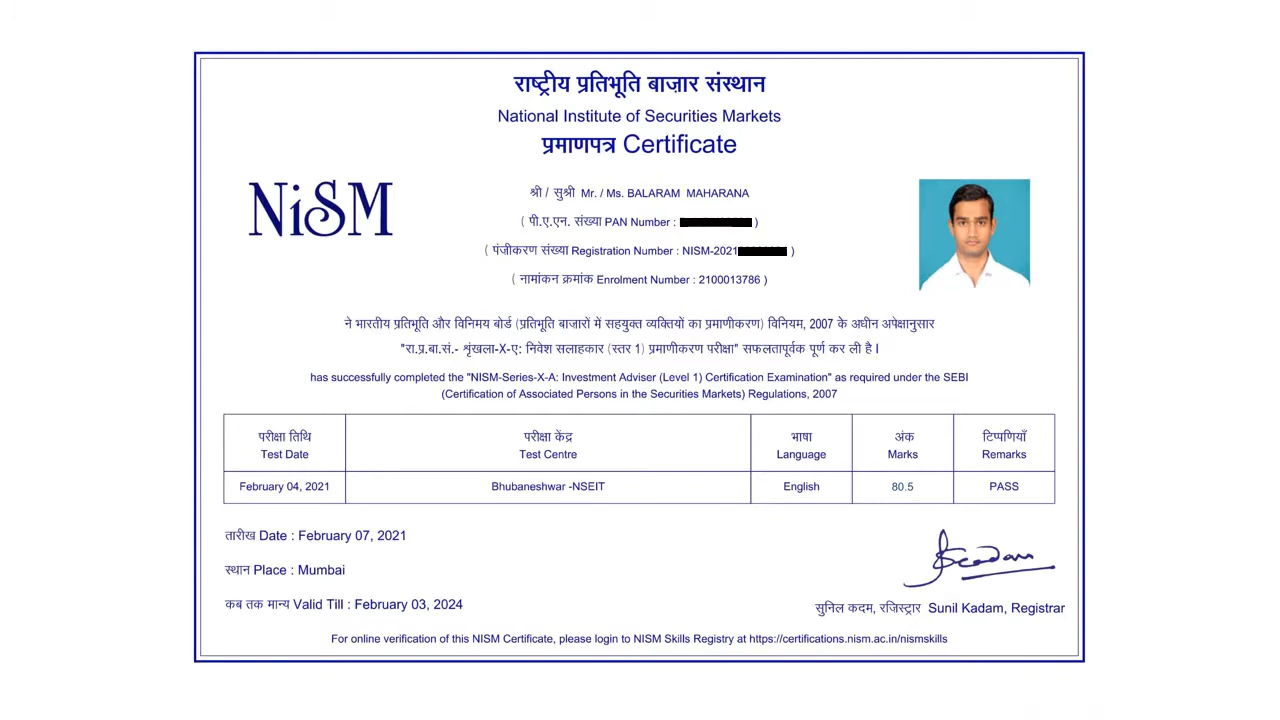 राष्ट्रीय प्रतिभूति बाज़ार संस्थान
National Institute of Securities Markets
प्रमाणपत्र Certificate
NiSM
श्री / सुश्री Mr. / Ms. BALARAM MAHARANA
( पी.ए.एन. संख्या PAN Number : )
( पंजीकरण संख्या Registration Number : NISM-2021 )
( नामांकन क्रमांक Enrolment Number : 2100013786 )
ने भारतीय प्रतिभूति और विनिमय बोर्ड (प्रतिभूति बाज़ारों में सहयुक्त व्यक्तियों का प्रमाणीकरण) विनियम, 2007 के अधीन अपेक्षानुसार
"रा.प्र.बा.सं.- शृंखला-X-ए: निवेश सलाहकार (स्तर 1) प्रमाणीकरण परीक्षा" सफलतापूर्वक पूर्ण कर ली है I
has successfully completed the "NISM-Series-X-A: Investment Adviser (Level 1) Certification Examination" as required under the SEBI
(Certification of Associated Persons in the Securities Markets) Regulations, 2007
परीक्षा तिथि परीक्षा केंद्र भाषा अंक टिप्पणियाँ
Test Date Test Centre Language Marks Remarks
February 04, 2021 Bhubaneshwar -NSEIT English 80.5 PASS
तारीख Date : February 07, 2021
स्थान Place : Mumbai
कब तक मान्य Valid Till : February 03, 2024
सुनिल कदम, रजिस्ट्रार Sunil Kadam, Registrar
For online verification of this NISM Certificate, please login to NISM Skills Registry at https://certifications.nism.ac.in/nismskills